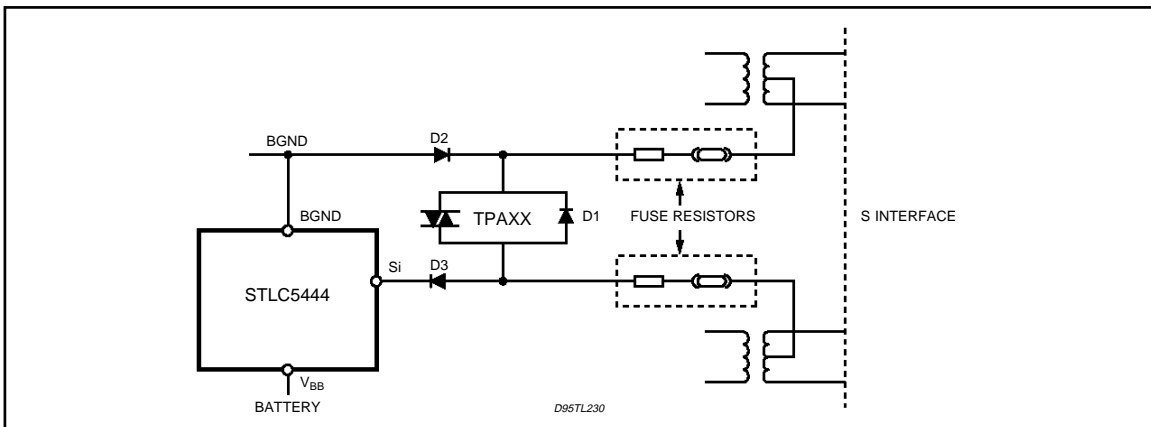 BGND
D2
BGND
TPAXX
D1
FUSE RESISTORS
S INTERFACE
Si
D3
STLC5444
VBB
BATTERY
D95TL230